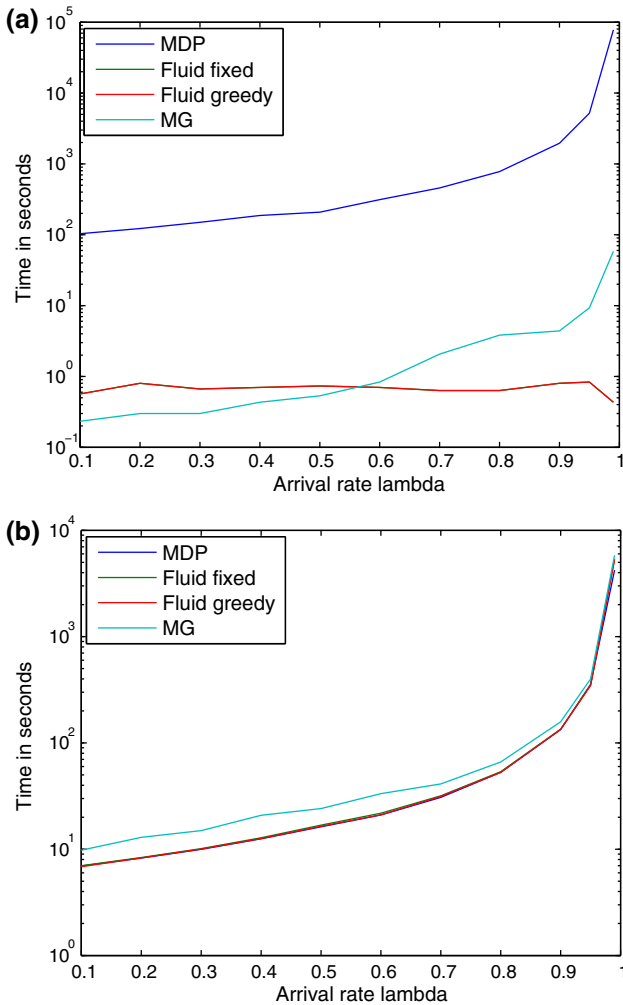 (a)
10^5
10^4
10^3
10^2
10^1
10^0
10^-1
Time in seconds
MDP
Fluid fixed
Fluid greedy
MG
0.1 0.2 0.3 0.4 0.5 0.6 0.7 0.8 0.9 1
Arrival rate lambda
(b)
10^4
10^3
10^2
10^1
10^0
Time in seconds
MDP
Fluid fixed
Fluid greedy
MG
0.1 0.2 0.3 0.4 0.5 0.6 0.7 0.8 0.9 1
Arrival rate lambda